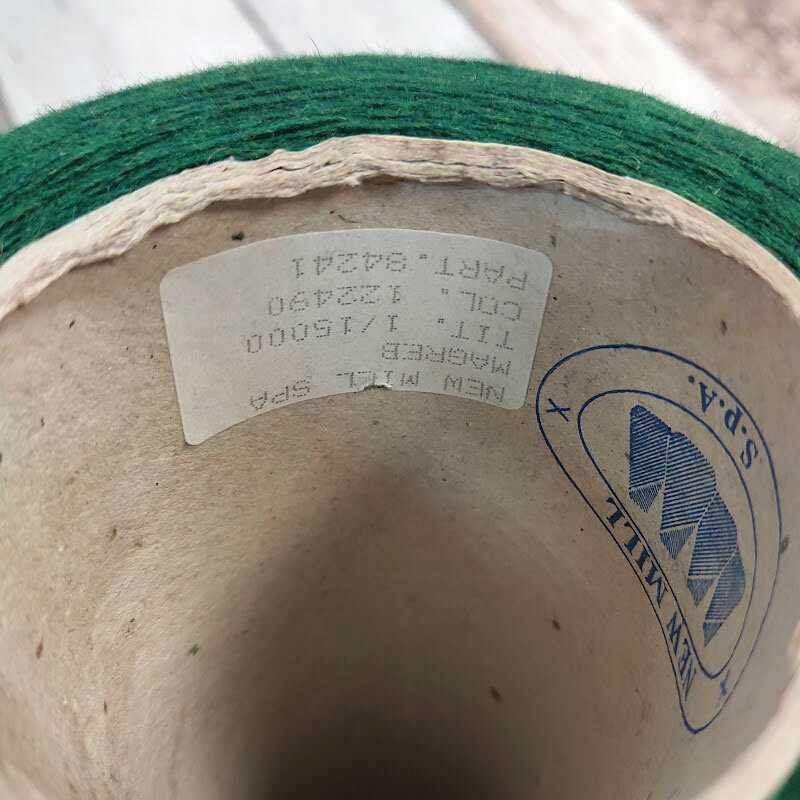 NEW MILL SPA
MAGREB
TIT. 1/15000
COL. 122490
PART.84241
NEW MILL S.P.A.